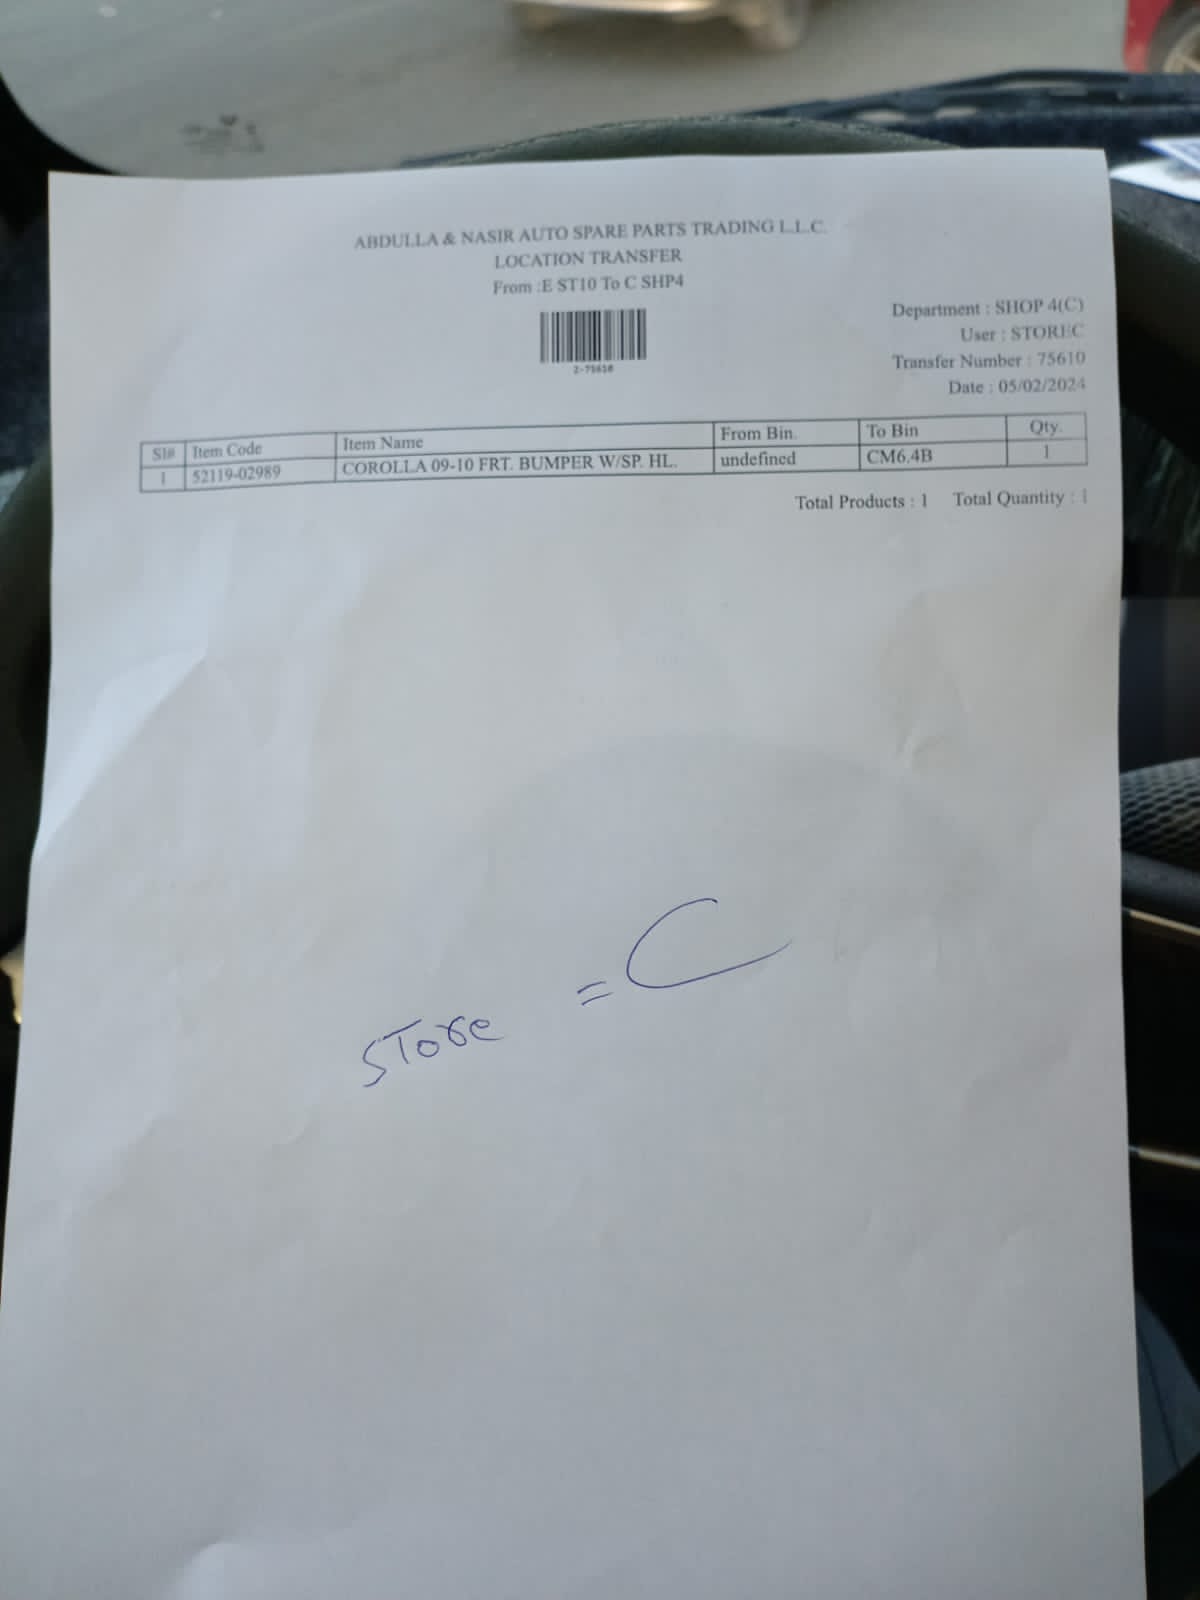 ABDULLA & NASIR AUTO SPARE PARTS TRADING L.L.C.
LOCATION TRANSFER
From :E ST10 To C SHP4
2-75610
Department : SHOP 4(C)
User : STOREC
Transfer Number : 75610
Date : 05/02/2024
Sl# Item Code Item Name From Bin. To Bin Qty.
1 52119-02989 COROLLA 09-10 FRT. BUMPER W/SP. HL. undefined CM6.4B 1
Total Products : 1 Total Quantity : 1
STore = C